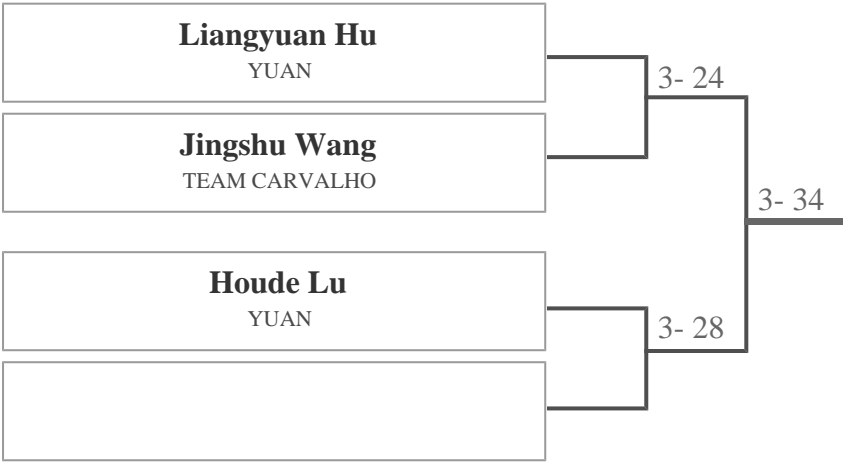 Liangyuan Hu
YUAN
3- 24
Jingshu Wang
TEAM CARVALHO
3- 34
Houde Lu
YUAN
3- 28